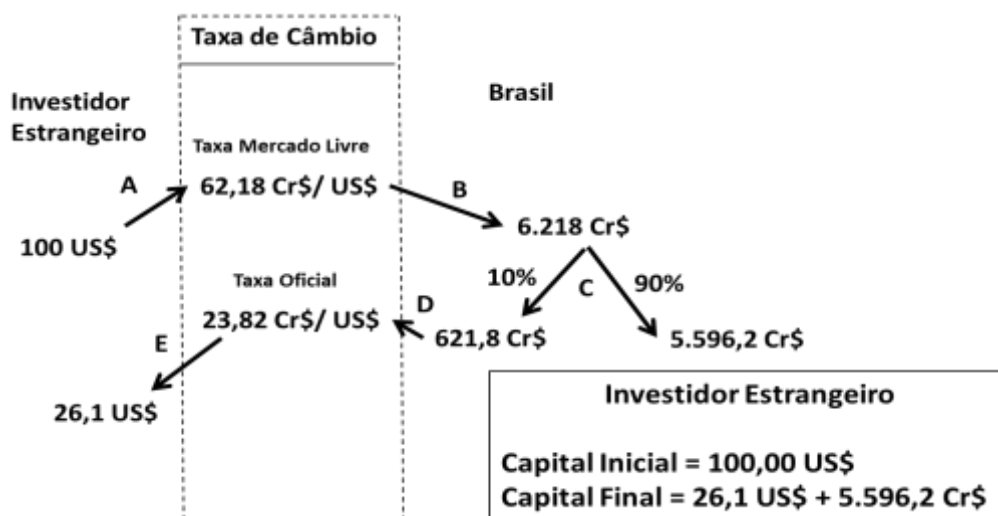 Taxa de Câmbio
Investidor
Estrangeiro
Brasil
Taxa Mercado Livre
A
62,18 Cr$/ US$
B
100 US$
6.218 Cr$
10%
C
90%
Taxa Oficial
23,82 Cr$/ US$
D
621,8 Cr$
5.596,2 Cr$
E
26,1 US$
Investidor Estrangeiro
Capital Inicial = 100,00 US$
Capital Final = 26,1 US$ + 5.596,2 Cr$